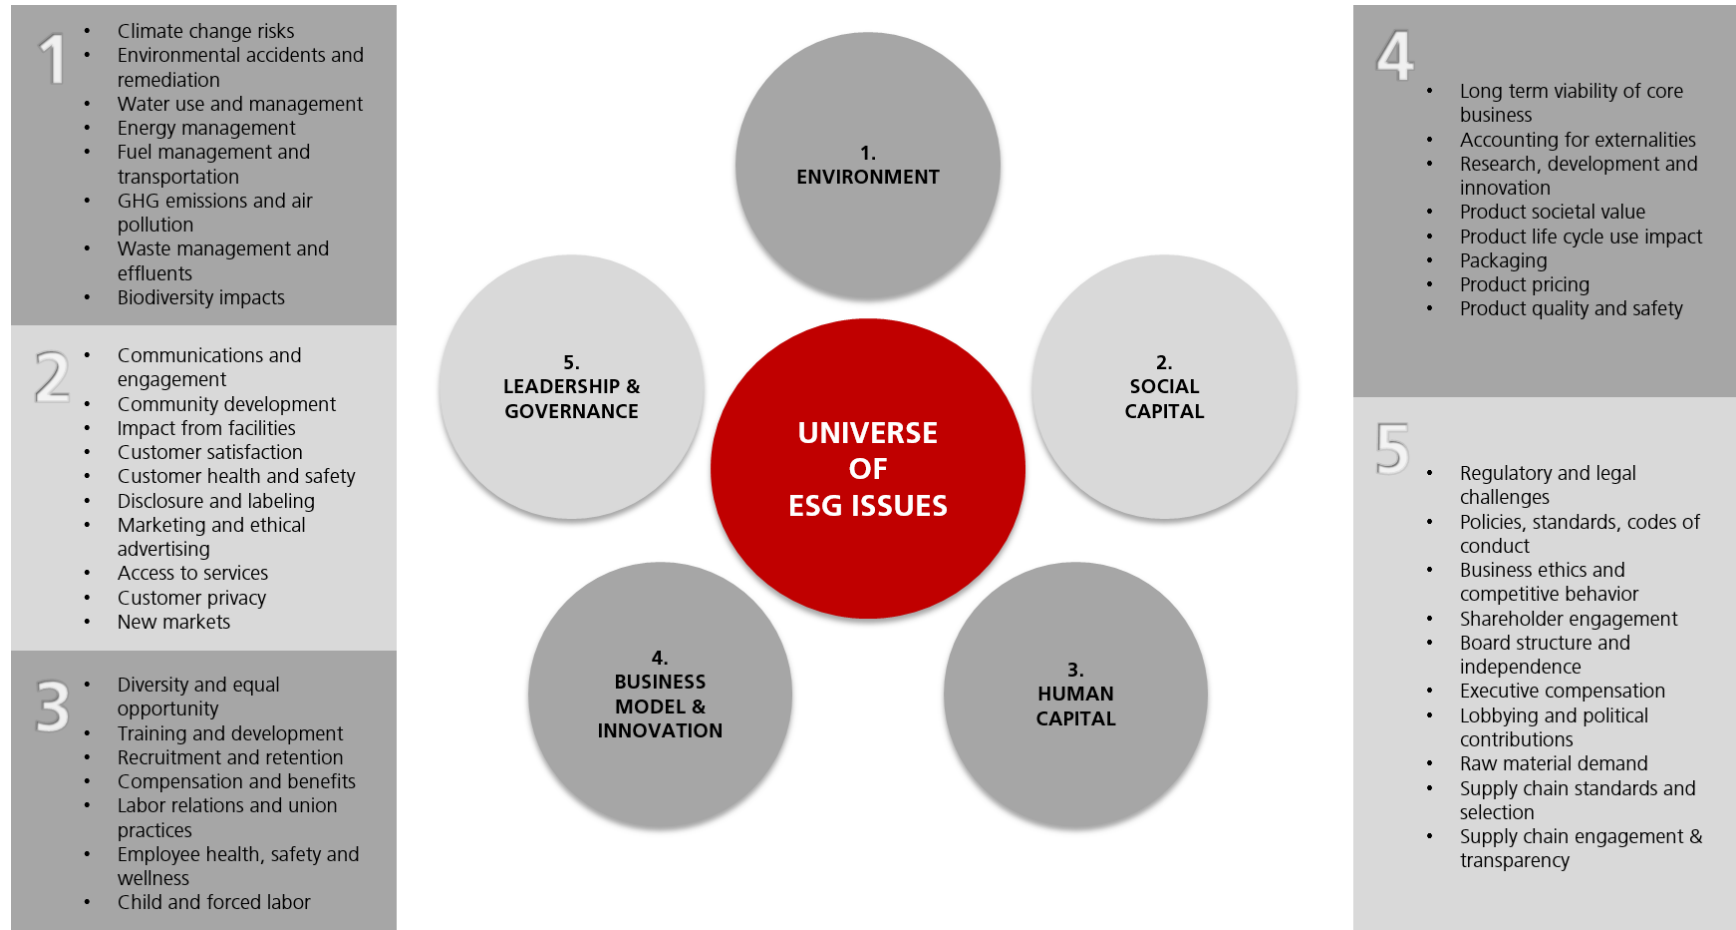 1
• Climate change risks
• Environmental accidents and
remediation
• Water use and management
• Energy management
• Fuel management and
transportation
• GHG emissions and air
pollution
• Waste management and
effluents
• Biodiversity impacts
2
• Communications and
engagement
• Community development
• Impact from facilities
• Customer satisfaction
• Customer health and safety
• Disclosure and labeling
• Marketing and ethical
advertising
• Access to services
• Customer privacy
• New markets
3
• Diversity and equal
opportunity
• Training and development
• Recruitment and retention
• Compensation and benefits
• Labor relations and union
practices
• Employee health, safety and
wellness
• Child and forced labor
1.
ENVIRONMENT
5.
LEADERSHIP &
GOVERNANCE
2.
SOCIAL
CAPITAL
UNIVERSE
OF
ESG ISSUES
4.
BUSINESS
MODEL &
INNOVATION
3.
HUMAN
CAPITAL
4
• Long term viability of core
business
• Accounting for externalities
• Research, development and
innovation
• Product societal value
• Product life cycle use impact
• Packaging
• Product pricing
• Product quality and safety
5
• Regulatory and legal
challenges
• Policies, standards, codes of
conduct
• Business ethics and
competitive behavior
• Shareholder engagement
• Board structure and
independence
• Executive compensation
• Lobbying and political
contributions
• Raw material demand
• Supply chain standards and
selection
• Supply chain engagement &
transparency